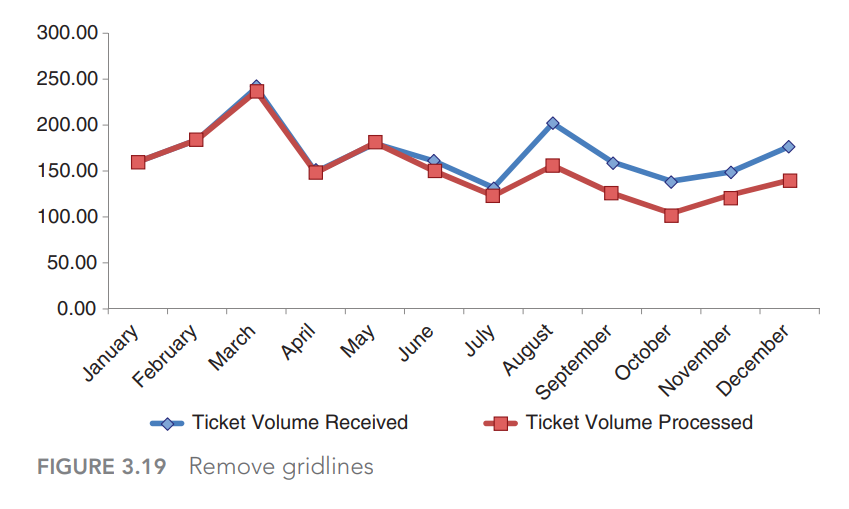 300.00
250.00
200.00
150.00
100.00
50.00
0.00
January
February
March
April
May
June
July
August
September
October
November
December
Ticket Volume Received
Ticket Volume Processed
FIGURE 3.19 Remove gridlines